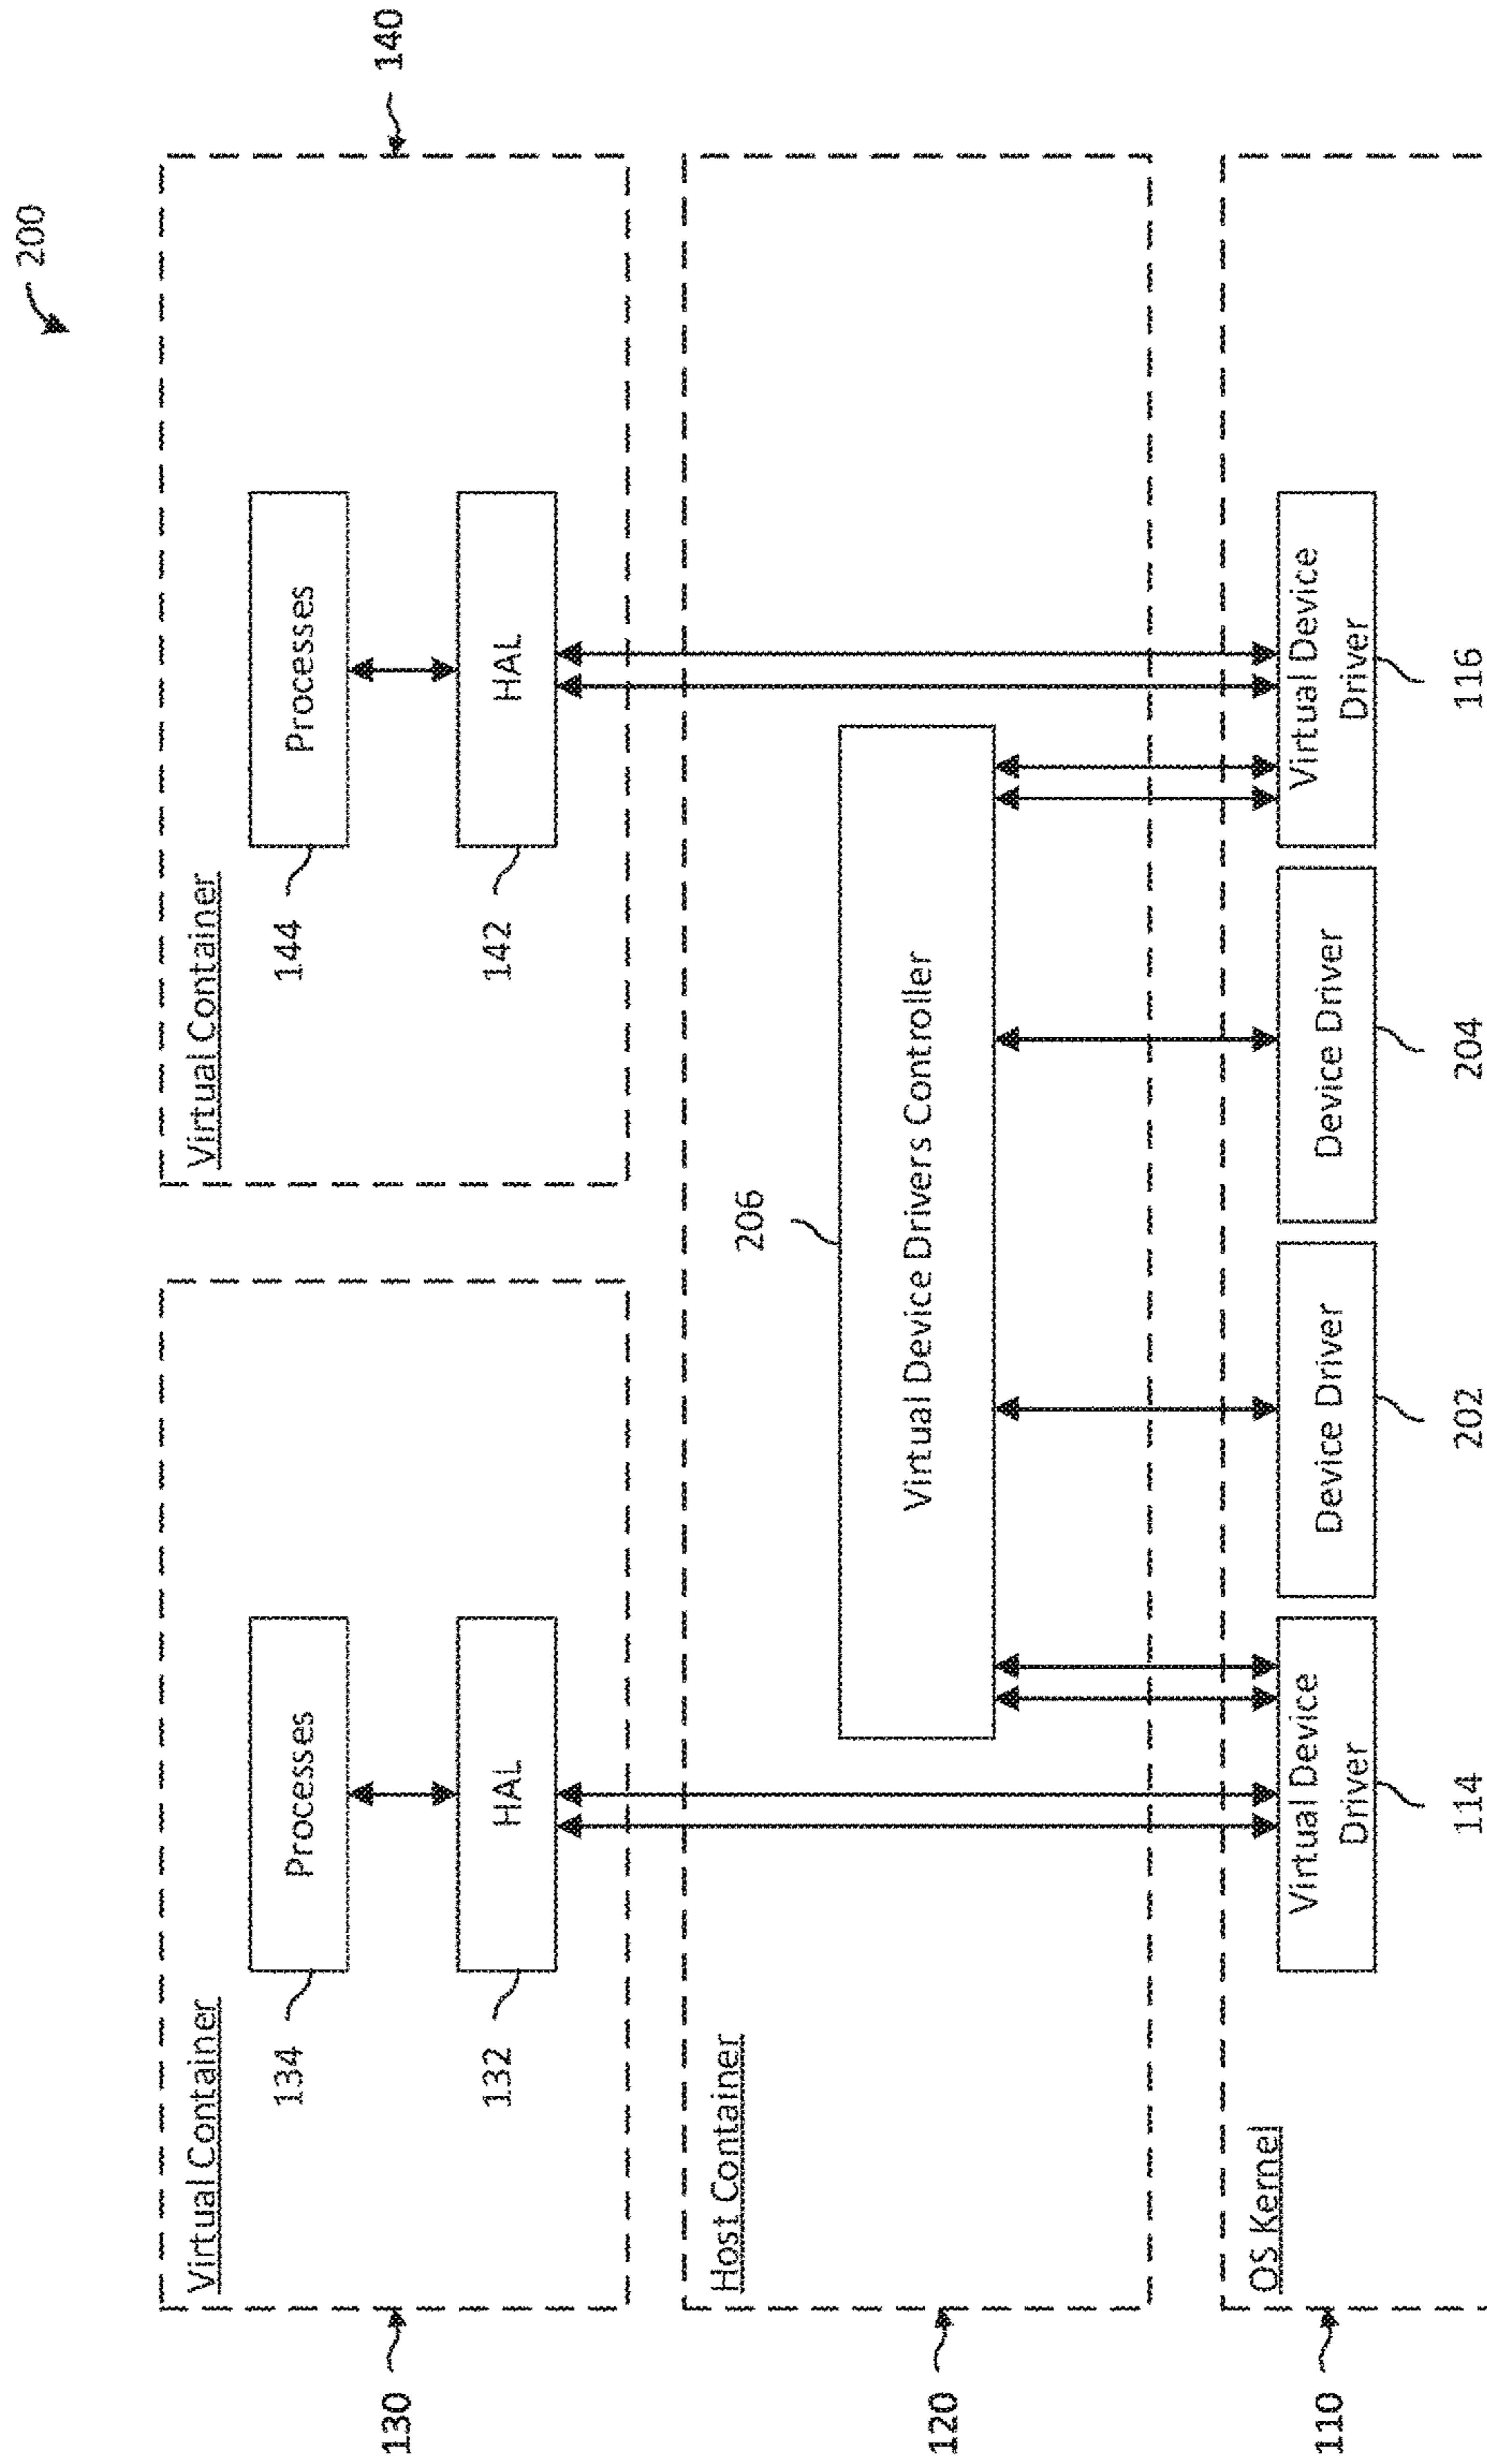 200
Virtual Container
Virtual Container
140
Processes
134
Processes
144
HAL
132
HAL
142
130
Host Container
206
Virtual Device Drivers Controller
120
OS Kernel
Virtual Device
Driver
Device Driver
Device Driver
Virtual Device
Driver
110
114
202
204
116